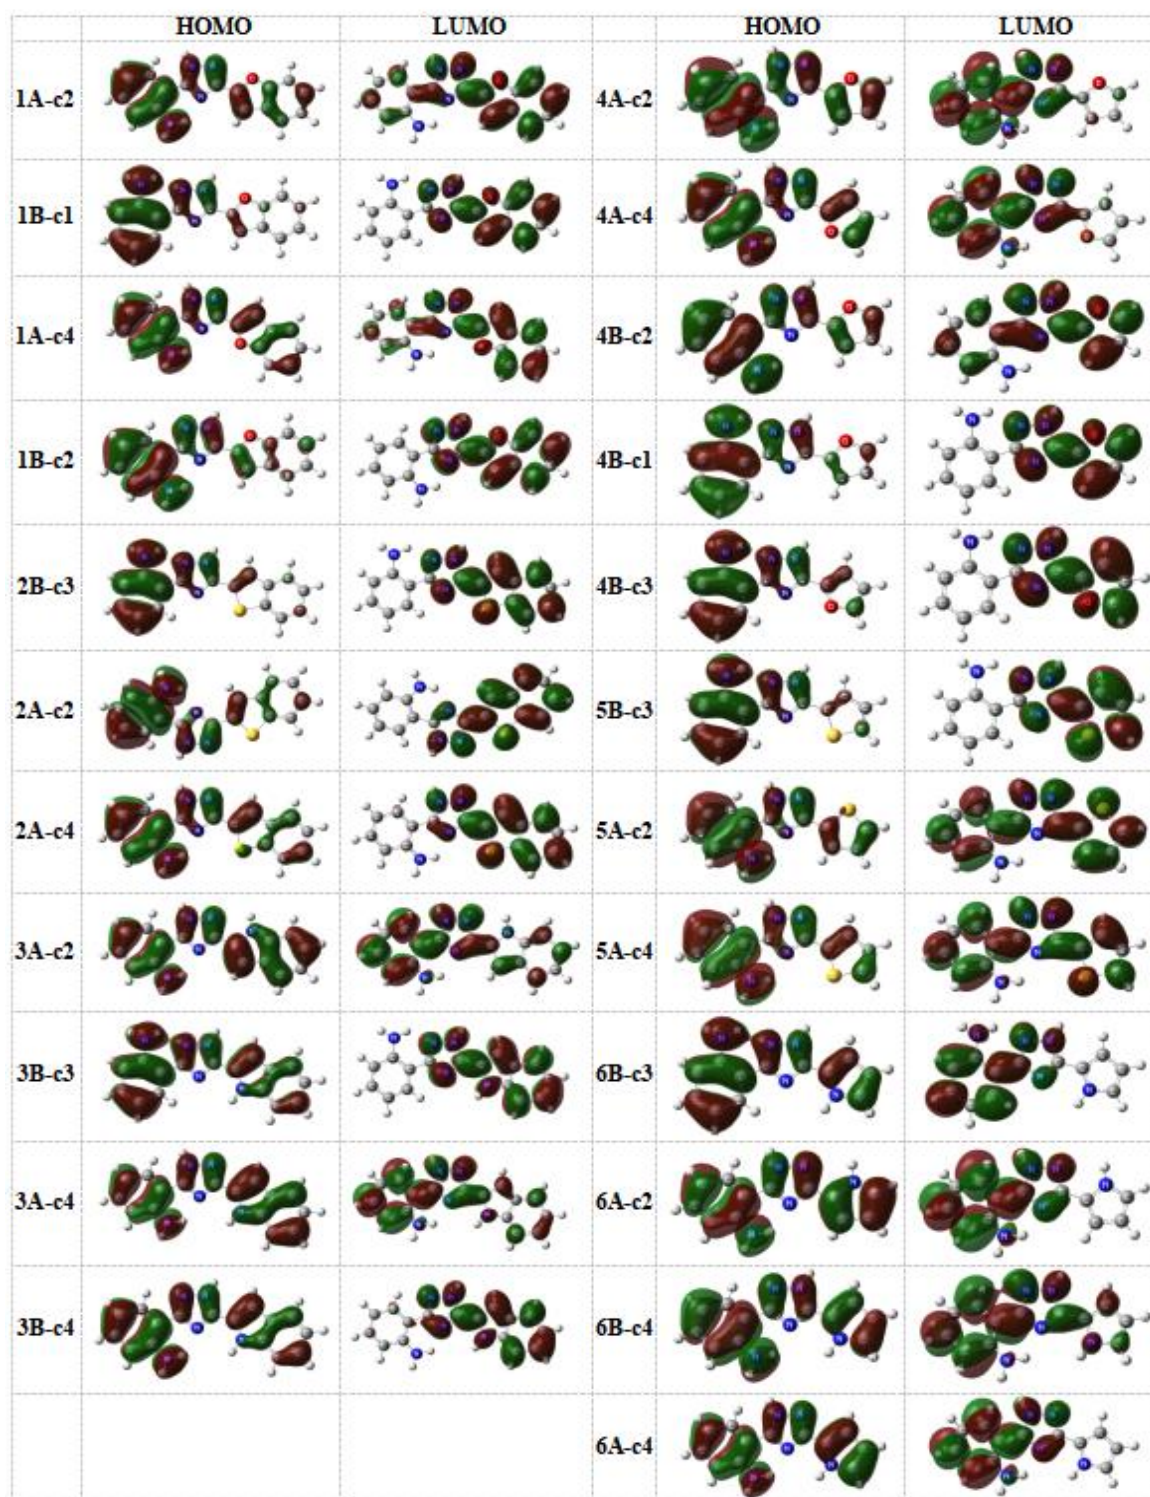 HOMO LUMO HOMO LUMO
1A-c2 4A-c2
1B-c1 4A-c4
1A-c4 4B-c2
1B-c2 4B-c1
2B-c3 4B-c3
2A-c2 5B-c3
2A-c4 5A-c2
3A-c2 5A-c4
3B-c3 6B-c3
3A-c4 6A-c2
3B-c4 6B-c4
6A-c4